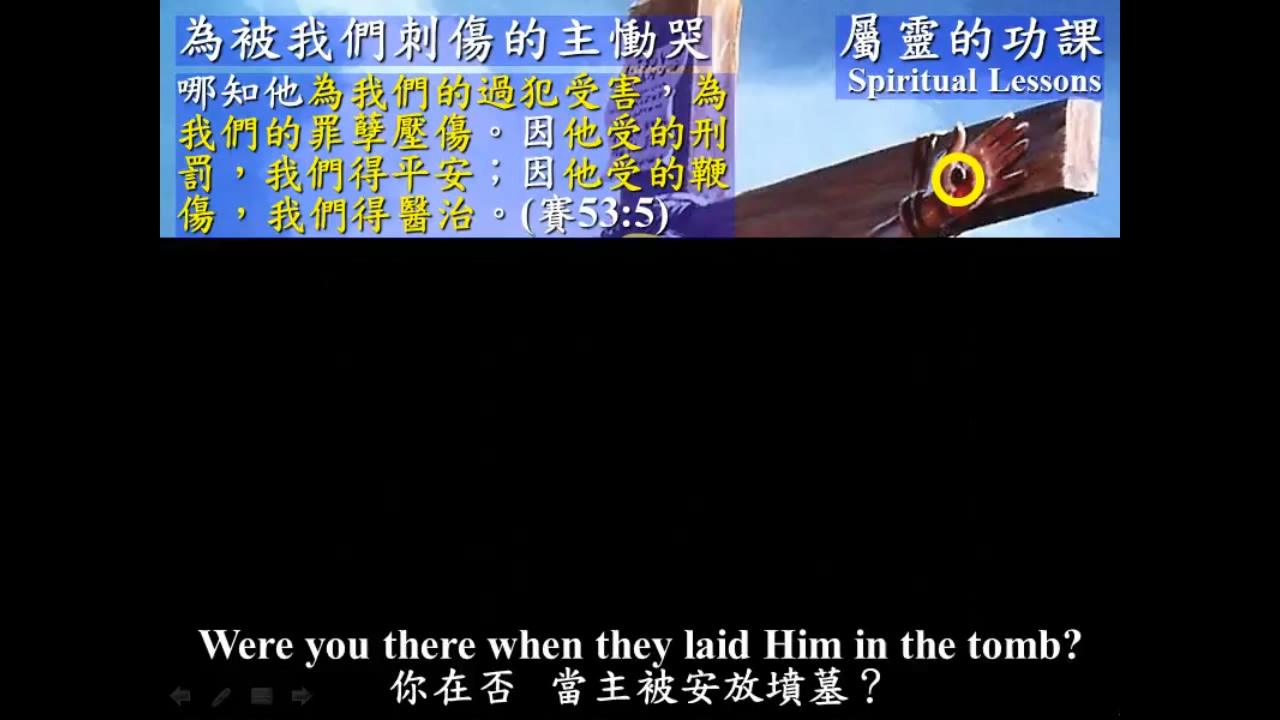 為被我們刺傷的主慟哭
屬靈的功課
Spiritual Lessons
哪知他為我們的過犯受害，為
我們的罪孽壓傷。因他受的刑
罰，我們得平安；因他受的鞭
傷，我們得醫治。(賽53:5)
Were you there when they laid Him in the tomb?
你在否 當主被安放墳墓？